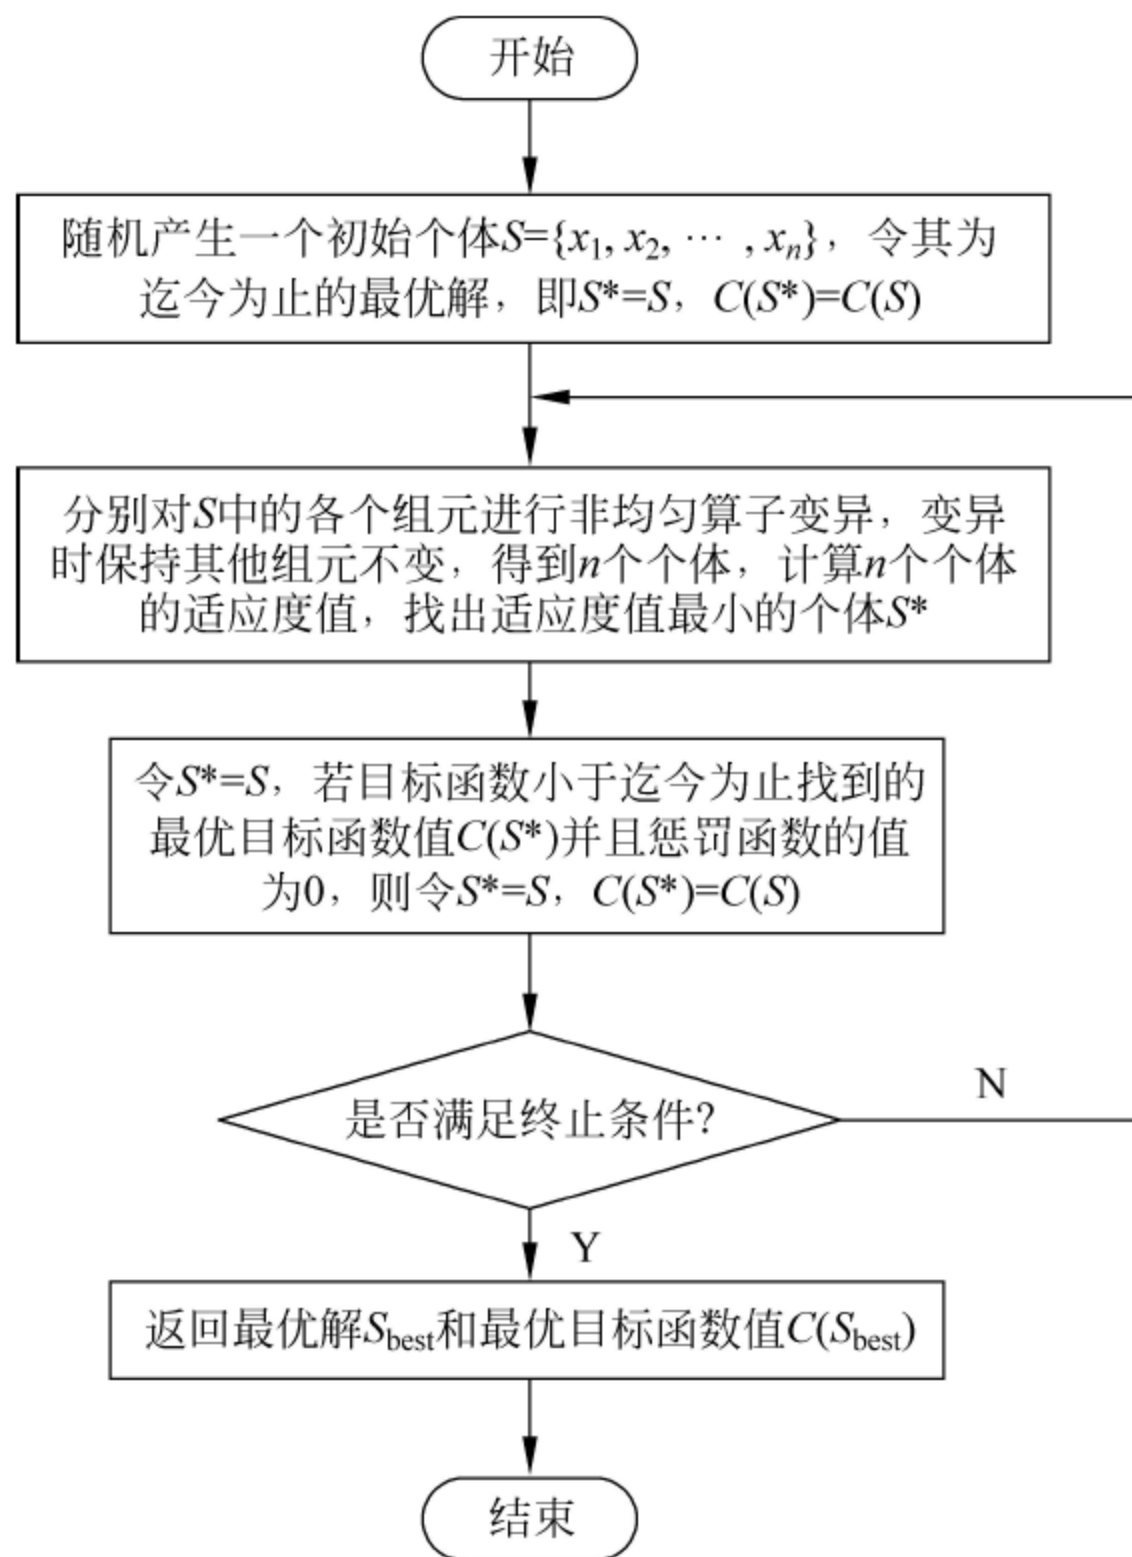 开始
随机产生一个初始个体S={x₁, x₂, … , xₙ}，令其为
迄今为止的最优解，即S*=S，C(S*)=C(S)
分别对S中的各个组元进行非均匀算子变异，变异
时保持其他组元不变，得到n个个体，计算n个个体
的适应度值，找出适应度值最小的个体S*
令S*=S，若目标函数小于迄今为止找到的
最优目标函数值C(S*)并且惩罚函数的值
为0，则令S*=S，C(S*)=C(S)
是否满足终止条件?
N
Y
返回最优解S_best和最优目标函数值C(S_best)
结束